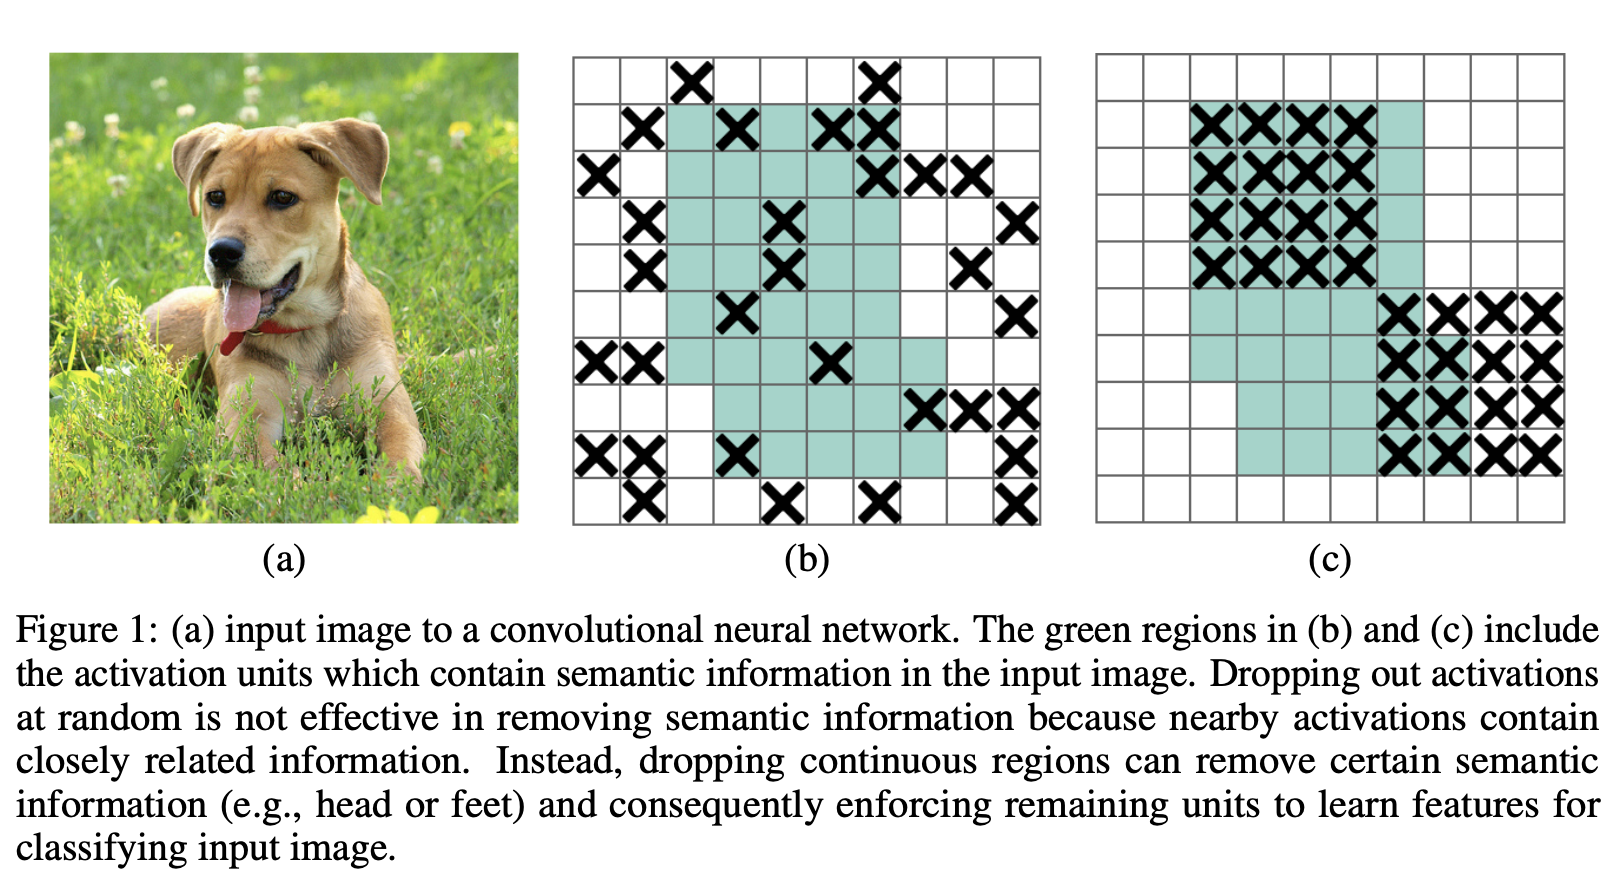 (a)
(b)
(c)
Figure 1: (a) input image to a convolutional neural network. The green regions in (b) and (c) include
the activation units which contain semantic information in the input image. Dropping out activations
at random is not effective in removing semantic information because nearby activations contain
closely related information. Instead, dropping continuous regions can remove certain semantic
information (e.g., head or feet) and consequently enforcing remaining units to learn features for
classifying input image.